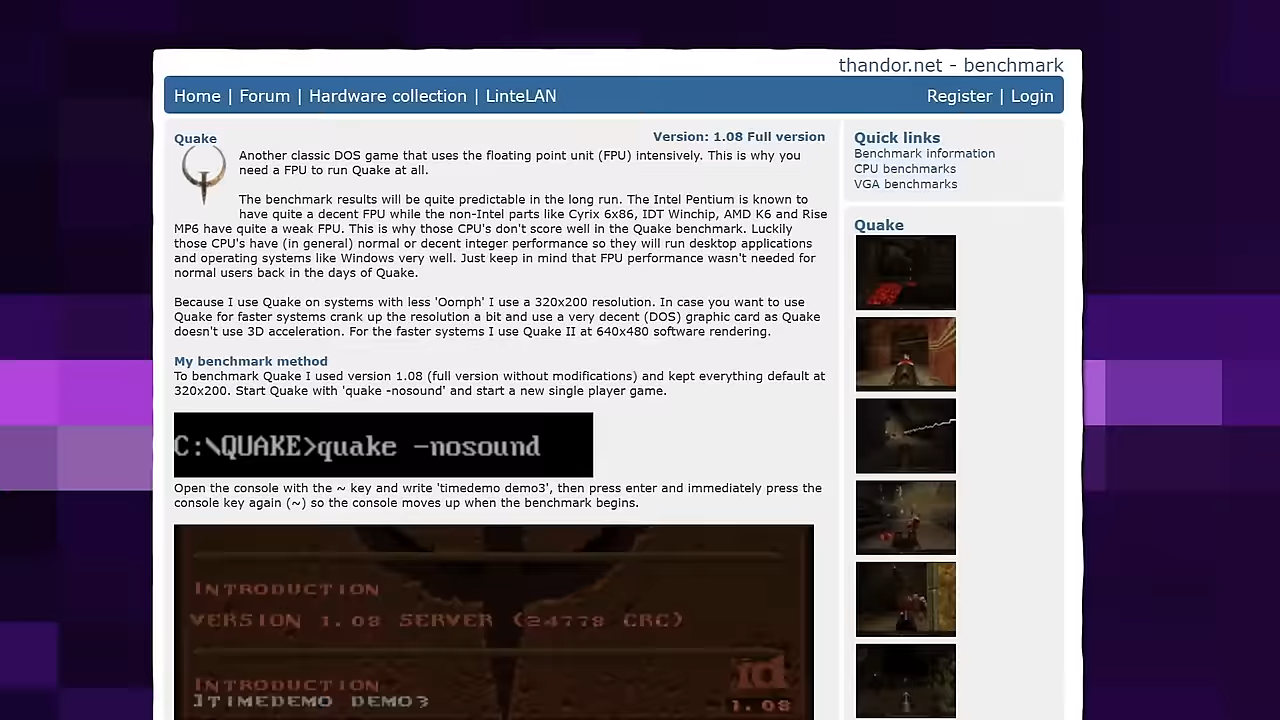 thandor.net - benchmark
Home | Forum | Hardware collection | LinteLAN
Register | Login
Quake
Version: 1.08 Full version
Another classic DOS game that uses the floating point unit (FPU) intensively. This is why you
need a FPU to run Quake at all.
The benchmark results will be quite predictable in the long run. The Intel Pentium is known to
have quite a decent FPU while the non-Intel parts like Cyrix 6x86, IDT Winchip, AMD K6 and Rise
MP6 have quite a weak FPU. This is why those CPU's don't score well in the Quake benchmark. Luckily
those CPU's have (in general) normal or decent integer performance so they will run desktop applications
and operating systems like Windows very well. Just keep in mind that FPU performance wasn't needed for
normal users back in the days of Quake.
Because I use Quake on systems with less 'Oomph' I use a 320x200 resolution. In case you want to use
Quake for faster systems crank up the resolution a bit and use a very decent (DOS) graphic card as Quake
doesn't use 3D acceleration. For the faster systems I use Quake II at 640x480 software rendering.
My benchmark method
To benchmark Quake I used version 1.08 (full version without modifications) and kept everything default at
320x200. Start Quake with 'quake -nosound' and start a new single player game.
C:\QUAKE>quake -nosound
Open the console with the ~ key and write 'timedemo demo3', then press enter and immediately press the
console key again (~) so the console moves up when the benchmark begins.
INTRODUCTION
VERSION 1.08 SERVER (24778 CRC)
INTRODUCTION
]TIMEDEMO DEMO3
id
1.08
Quick links
Benchmark information
CPU benchmarks
VGA benchmarks
Quake